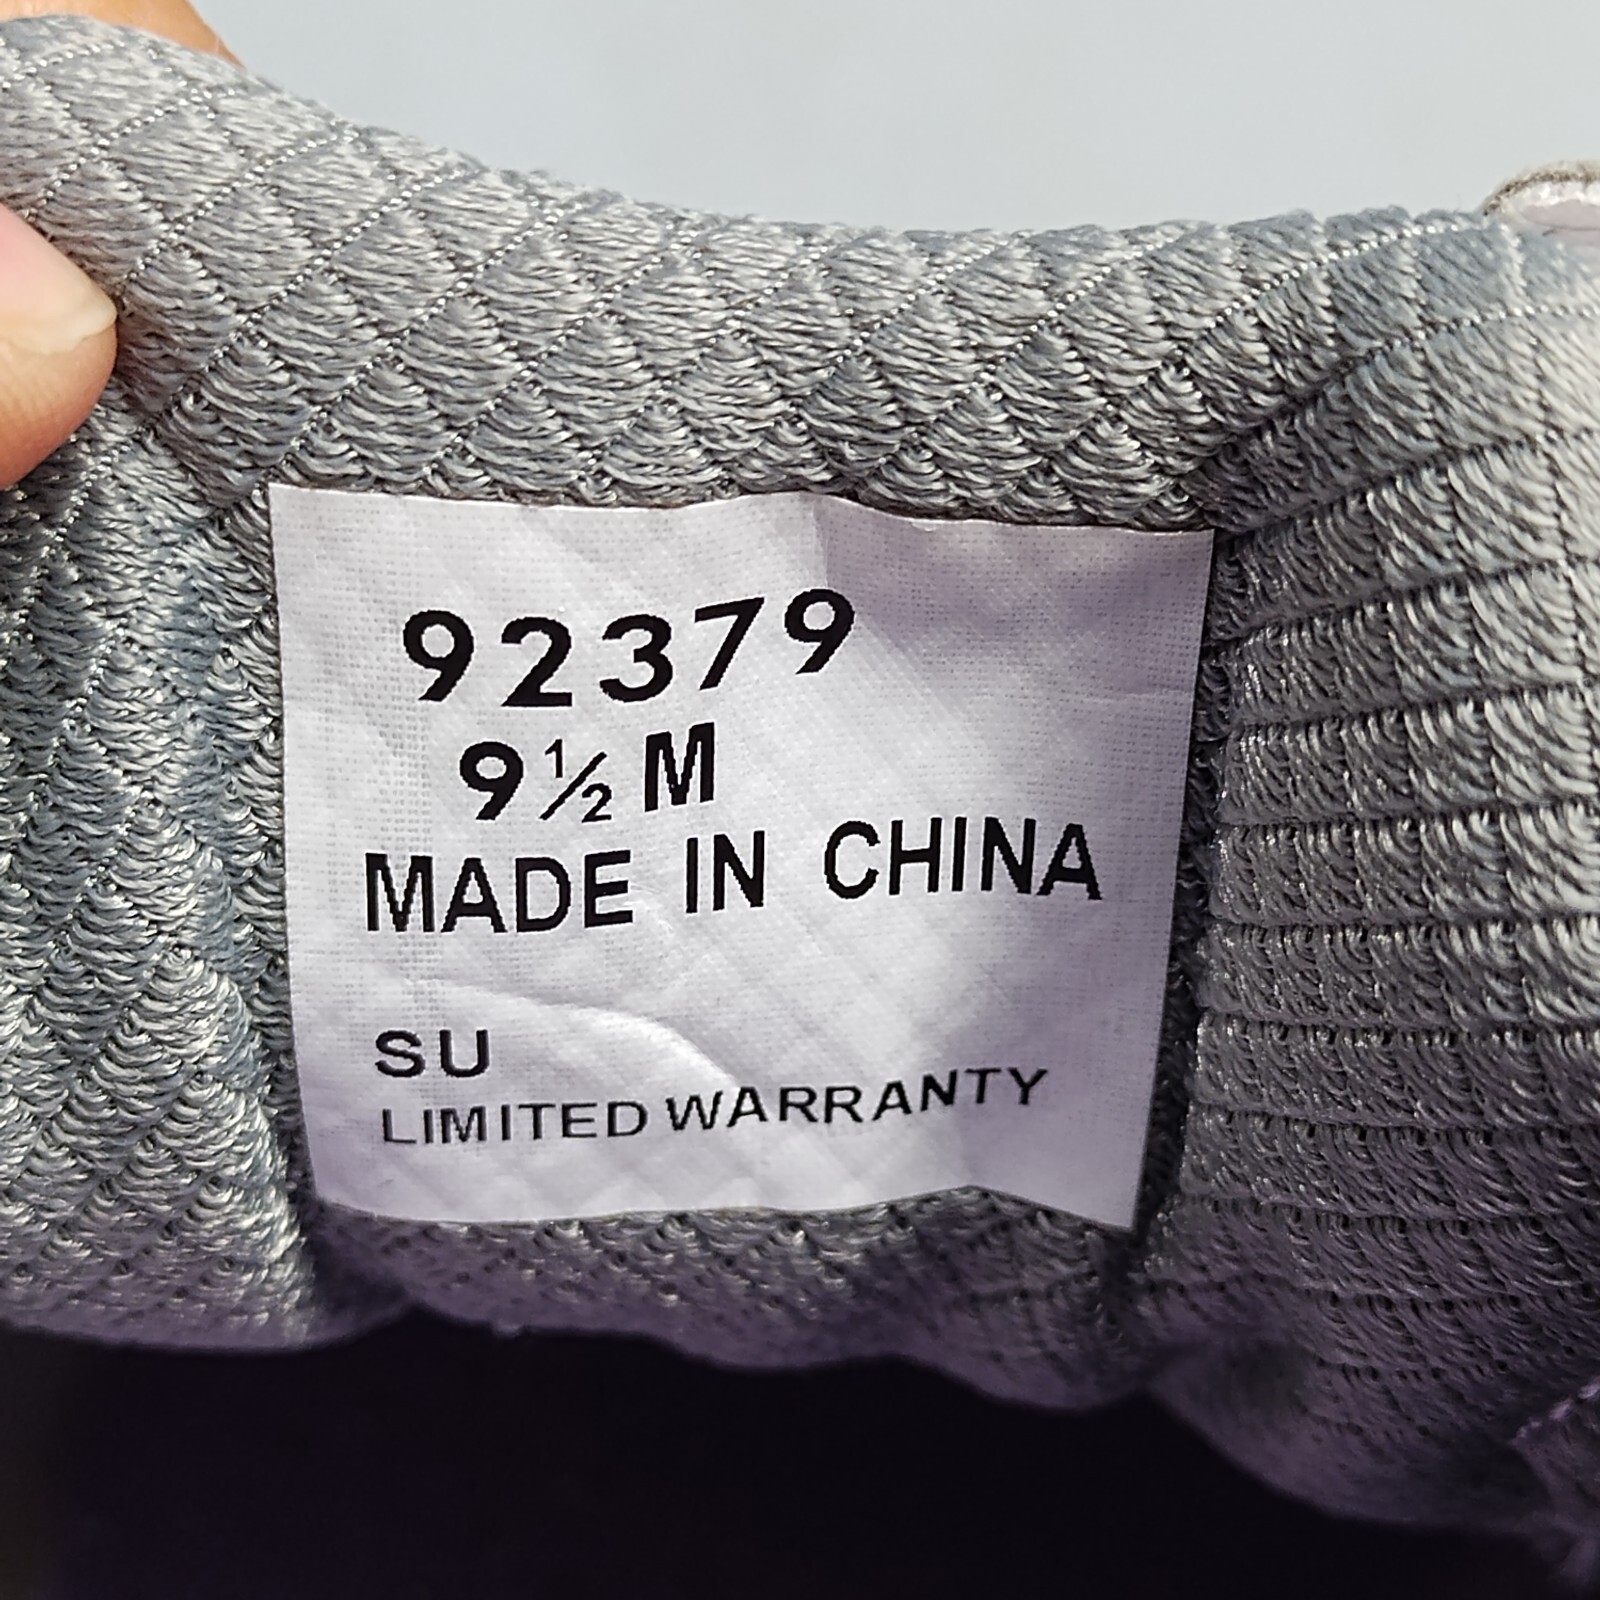 92379
9½ M
MADE IN CHINA
SU
LIMITED WARRANTY